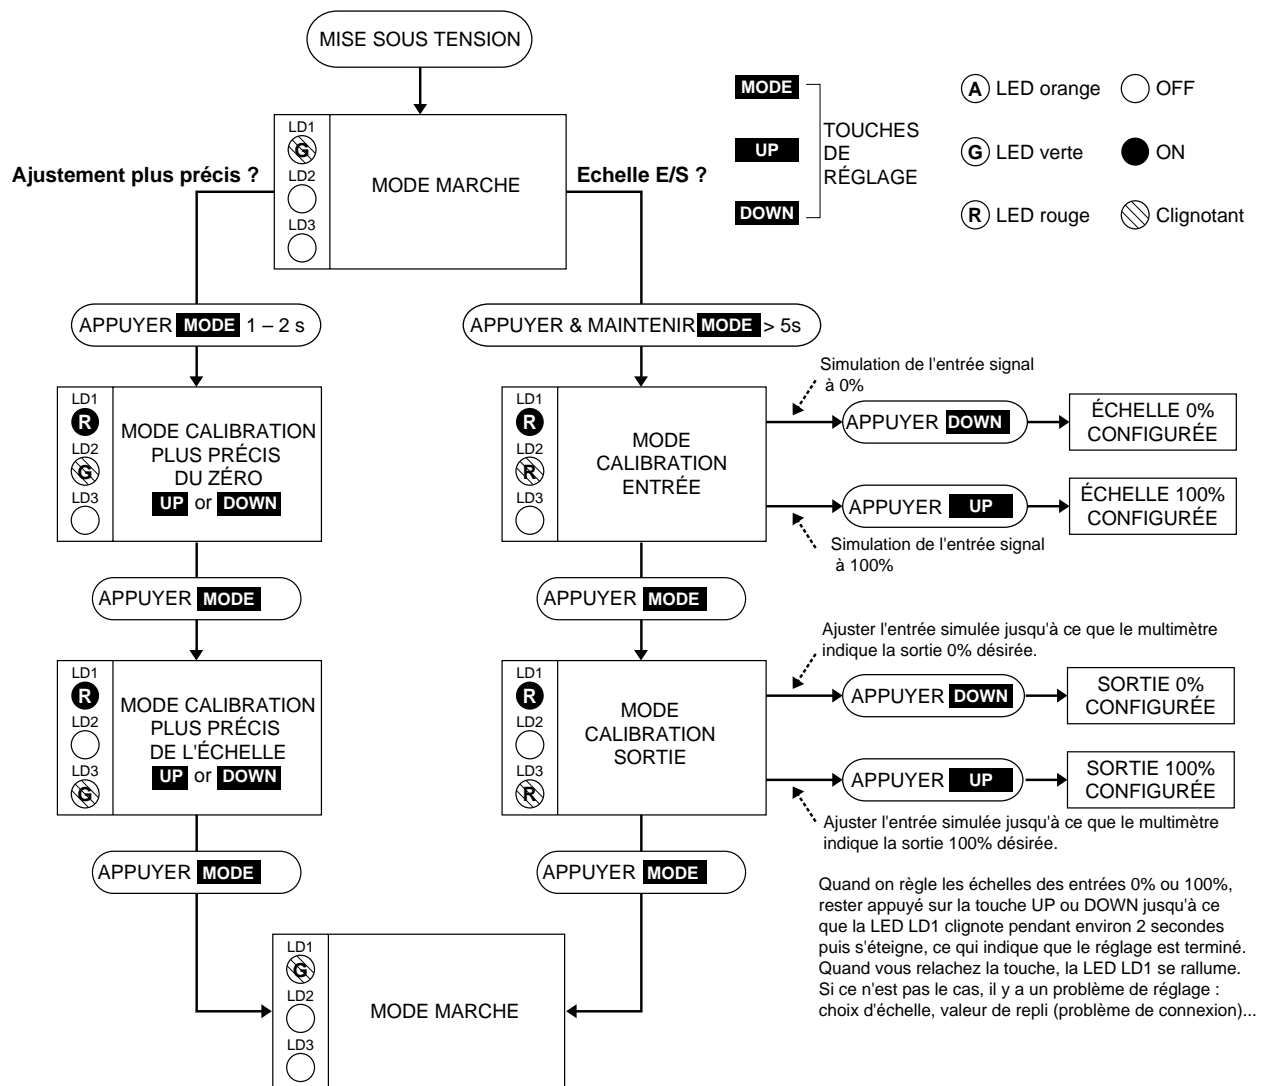 MISE SOUS TENSION
MODE
UP
DOWN
TOUCHES
DE
RÉGLAGE
A LED orange
OFF
G LED verte
ON
R LED rouge
Clignotant
Ajustement plus précis ?
LD1
G
LD2
LD3
MODE MARCHE
Echelle E/S ?
APPUYER MODE 1 – 2 s
APPUYER & MAINTENIR MODE > 5s
LD1
R
LD2
G
LD3
MODE CALIBRATION
PLUS PRÉCIS
DU ZÉRO
UP or DOWN
LD1
R
LD2
R
LD3
MODE
CALIBRATION
ENTRÉE
Simulation de l'entrée signal
à 0%
APPUYER DOWN
ÉCHELLE 0%
CONFIGURÉE
APPUYER UP
ÉCHELLE 100%
CONFIGURÉE
Simulation de l'entrée signal
à 100%
APPUYER MODE
APPUYER MODE
LD1
R
LD2
LD3
G
MODE CALIBRATION
PLUS PRÉCIS
DE L'ÉCHELLE
UP or DOWN
LD1
R
LD2
LD3
R
MODE
CALIBRATION
SORTIE
Ajuster l'entrée simulée jusqu'à ce que le multimètre
indique la sortie 0% désirée.
APPUYER DOWN
SORTIE 0%
CONFIGURÉE
APPUYER UP
SORTIE 100%
CONFIGURÉE
Ajuster l'entrée simulée jusqu'à ce que le multimètre
indique la sortie 100% désirée.
APPUYER MODE
APPUYER MODE
LD1
G
LD2
LD3
MODE MARCHE
Quand on règle les échelles des entrées 0% ou 100%,
rester appuyé sur la touche UP ou DOWN jusqu'à ce
que la LED LD1 clignote pendant environ 2 secondes
puis s'éteigne, ce qui indique que le réglage est terminé.
Quand vous relachez la touche, la LED LD1 se rallume.
Si ce n'est pas le cas, il y a un problème de réglage :
choix d'échelle, valeur de repli (problème de connexion)...